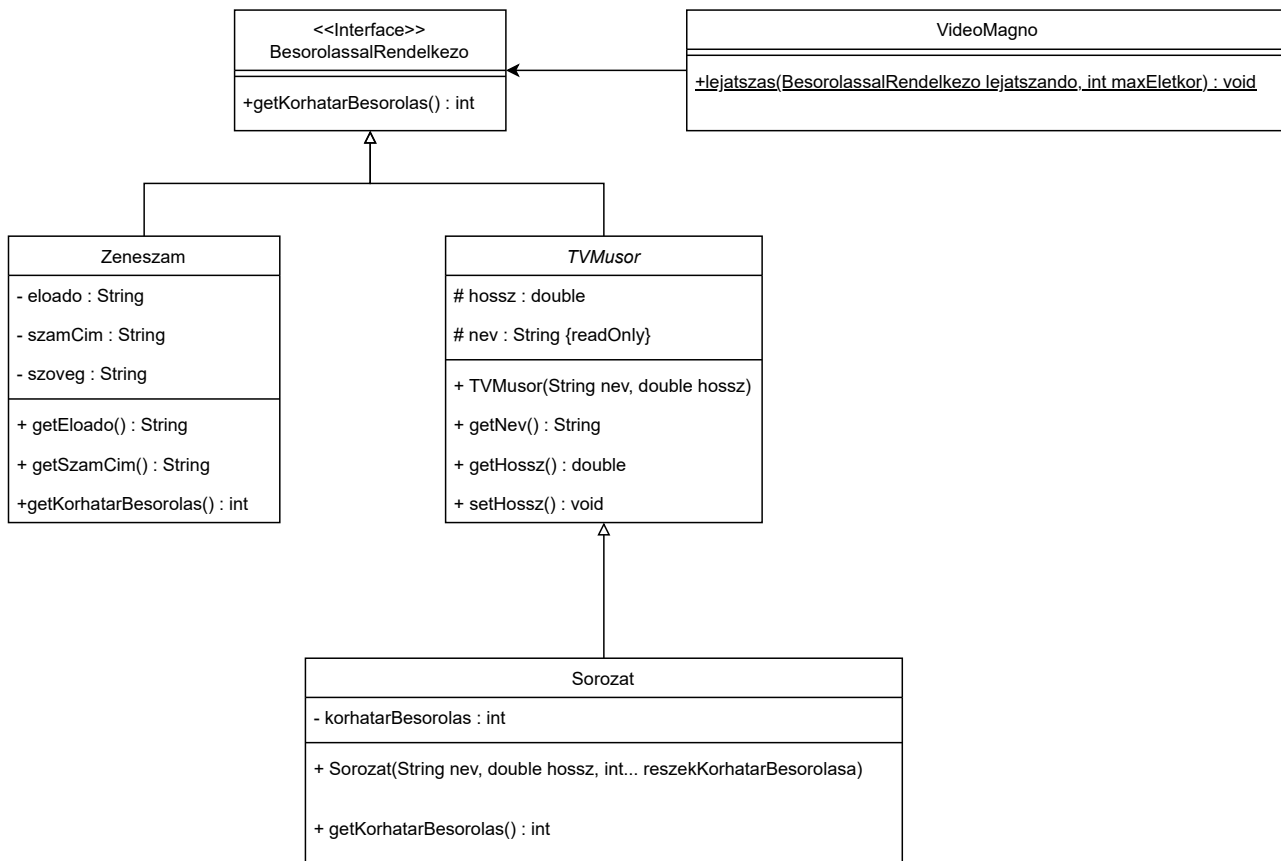 <<Interface>>
BesorolassalRendelkezo
+getKorhatarBesorolas() : int
VideoMagno
+lejatszas(BesorolassalRendelkezo lejatszando, int maxEletkor) : void
Zeneszam
- eloado : String
- szamCim : String
- szoveg : String
+ getEloado() : String
+ getSzamCim() : String
+getKorhatarBesorolas() : int
TVMusor
# hossz : double
# nev : String {readOnly}
+ TVMusor(String nev, double hossz)
+ getNev() : String
+ getHossz() : double
+ setHossz() : void
Sorozat
- korhatarBesorolas : int
+ Sorozat(String nev, double hossz, int... reszekKorhatarBesorolasa)
+ getKorhatarBesorolas() : int